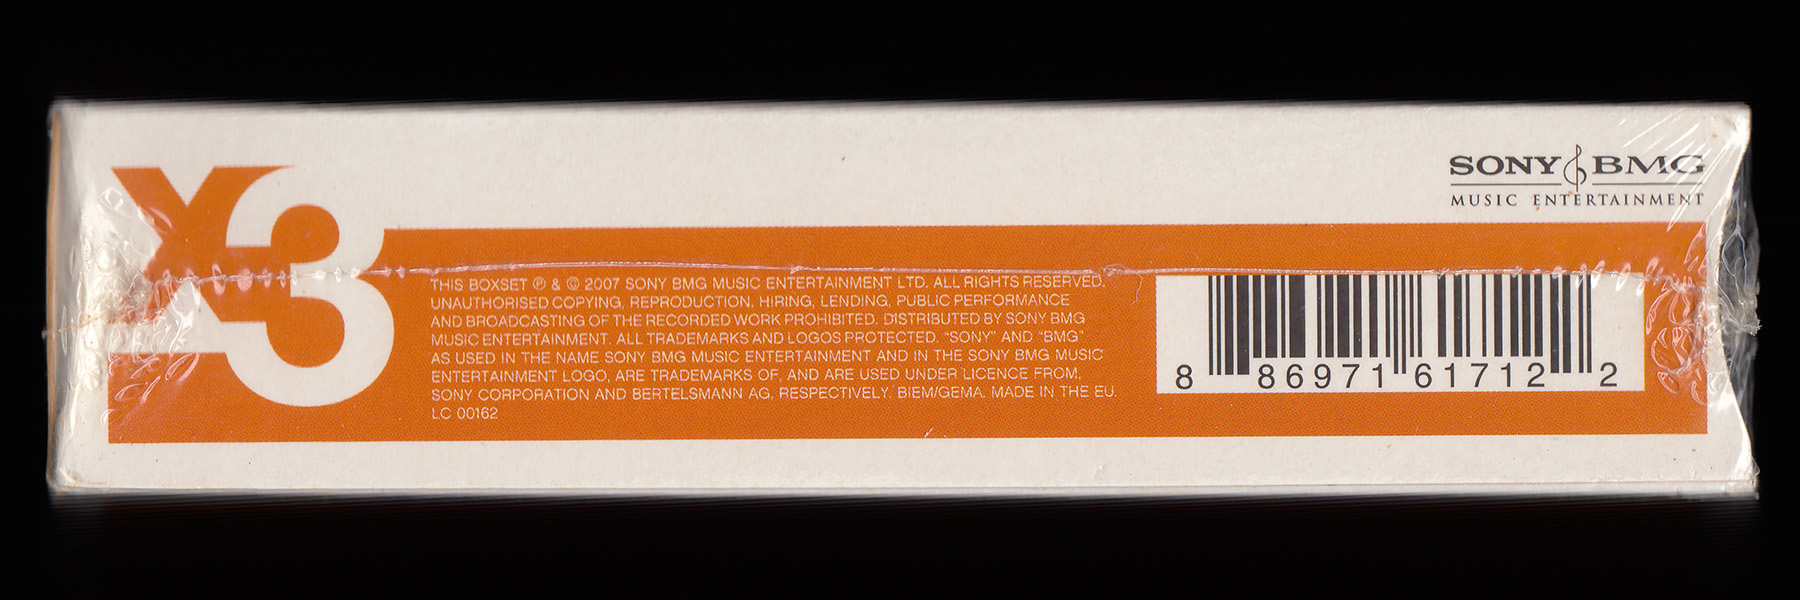 X3
SONY BMG
MUSIC ENTERTAINMENT
THIS BOXSET ℗ & © 2007 SONY BMG MUSIC ENTERTAINMENT LTD. ALL RIGHTS RESERVED.
UNAUTHORISED COPYING, REPRODUCTION, HIRING, LENDING, PUBLIC PERFORMANCE
AND BROADCASTING OF THE RECORDED WORK PROHIBITED. DISTRIBUTED BY SONY BMG
MUSIC ENTERTAINMENT. ALL TRADEMARKS AND LOGOS PROTECTED. "SONY" AND "BMG"
AS USED IN THE NAME SONY BMG MUSIC ENTERTAINMENT AND IN THE SONY BMG MUSIC
ENTERTAINMENT LOGO, ARE TRADEMARKS OF, AND ARE USED UNDER LICENCE FROM,
SONY CORPORATION AND BERTELSMANN AG, RESPECTIVELY. BIEM/GEMA. MADE IN THE EU.
LC 00162
8 86971 61712 2